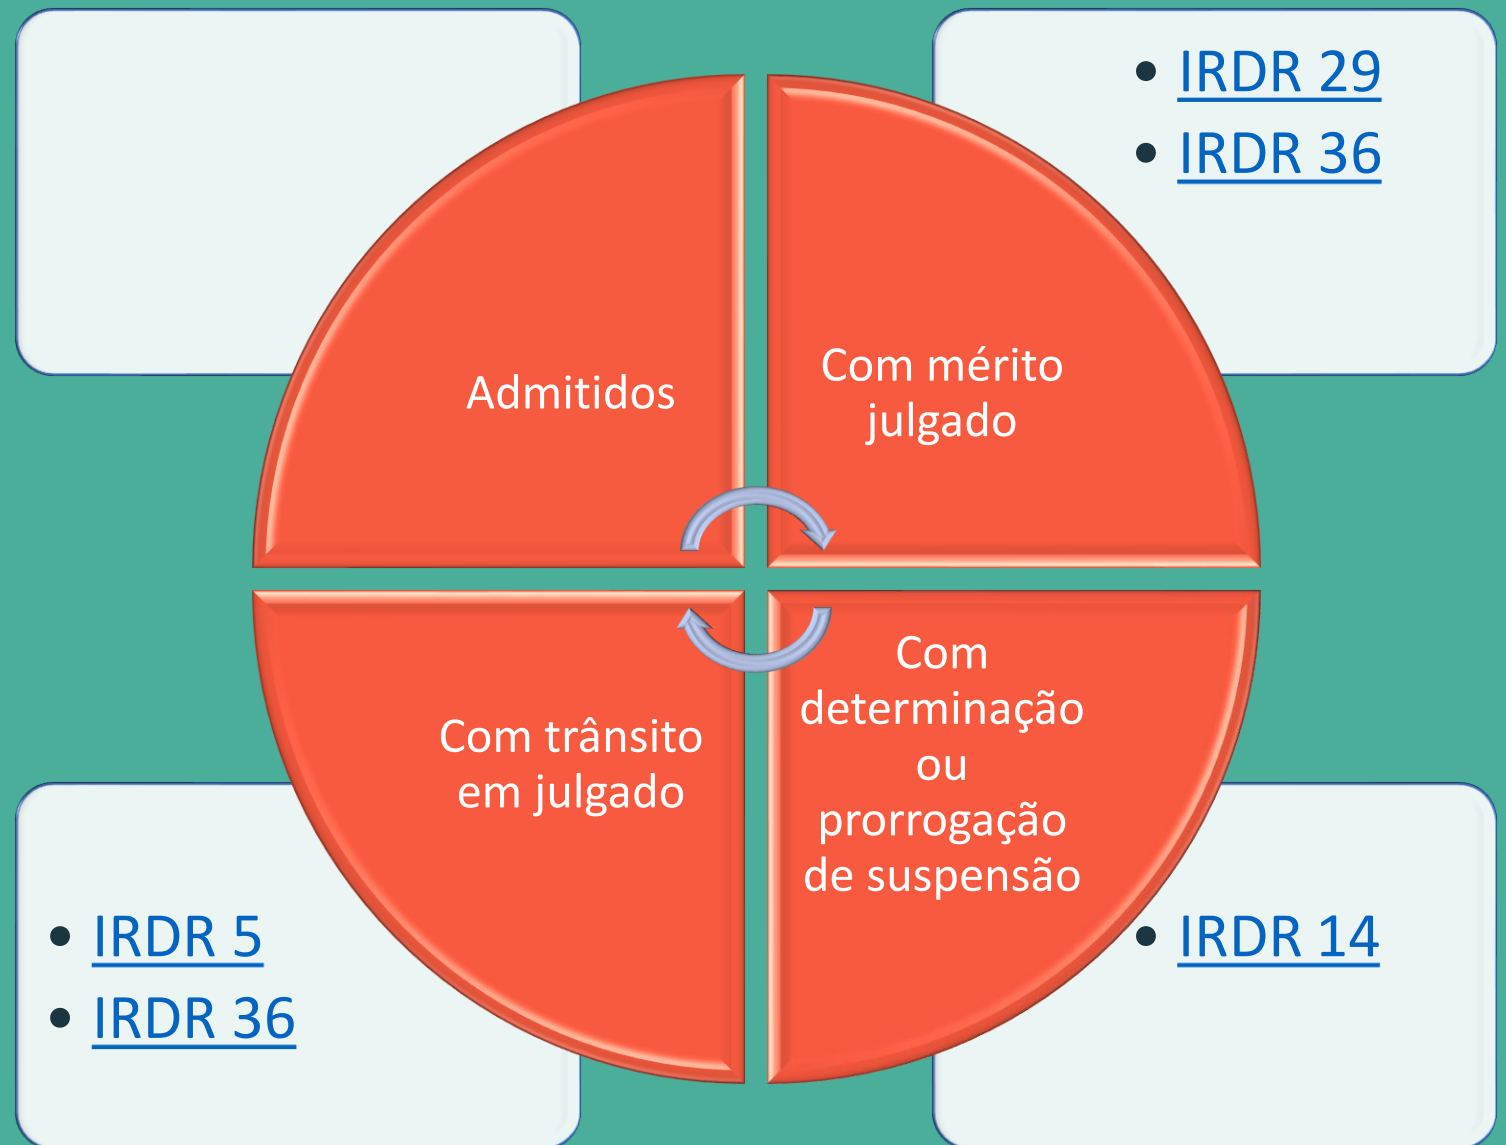 • IRDR 29
• IRDR 36
Admitidos
Com mérito
julgado
Com trânsito
em julgado
Com
determinação
ou
prorrogação
de suspensão
• IRDR 5
• IRDR 36
• IRDR 14